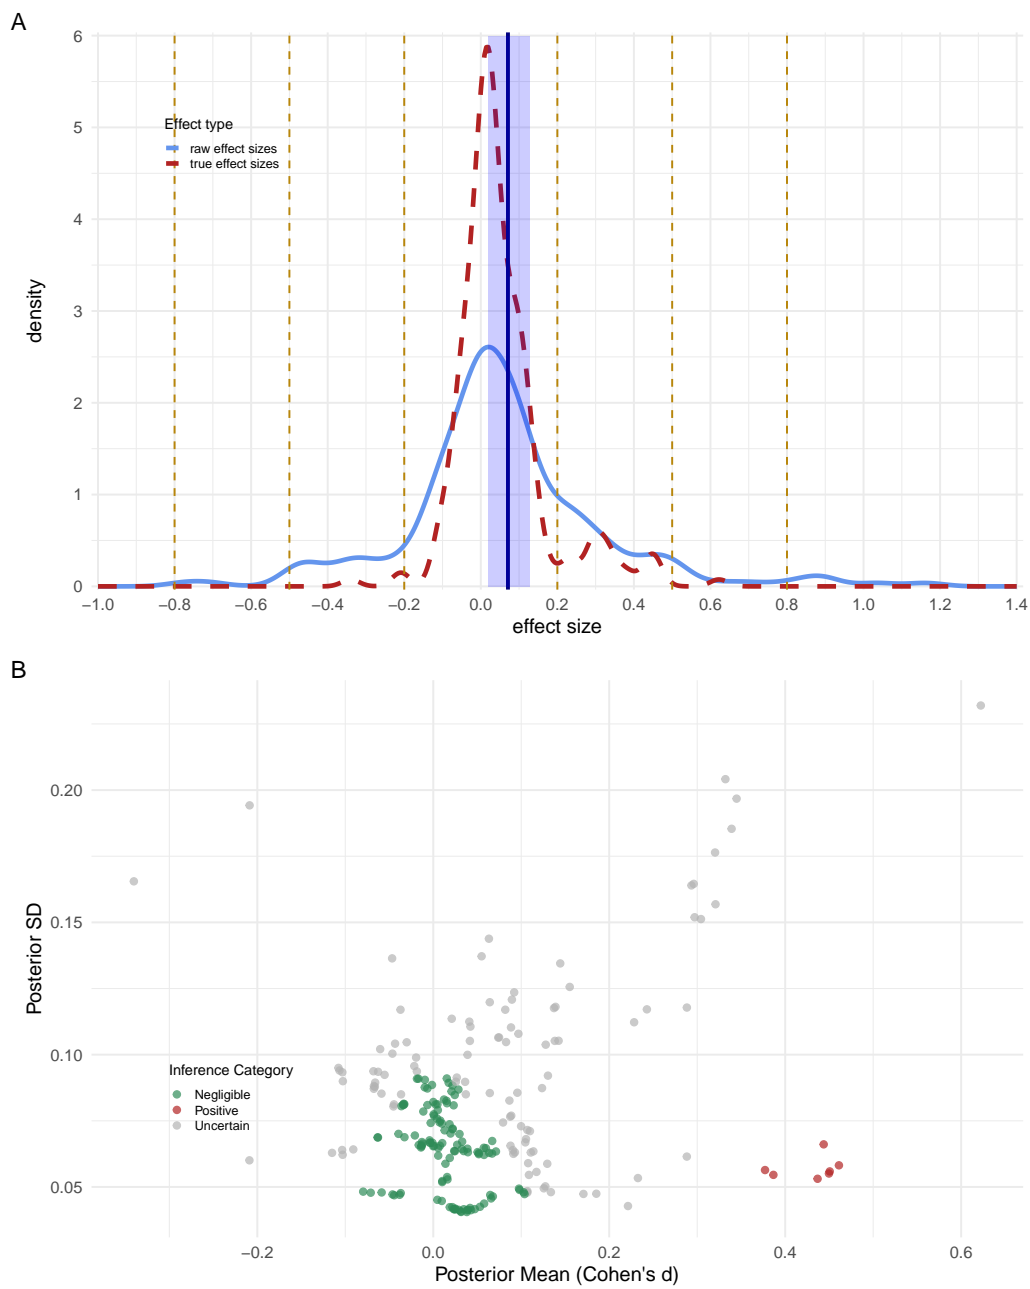 A
6
5
4
3
2
1
0
density
Effect type
raw effect sizes
true effect sizes
−1.0 −0.8 −0.6 −0.4 −0.2 0.0 0.2 0.4 0.6 0.8 1.0 1.2 1.4
effect size
B
0.20
0.15
0.10
0.05
Posterior SD
Inference Category
Negligible
Positive
Uncertain
−0.2 0.0 0.2 0.4 0.6
Posterior Mean (Cohen's d)